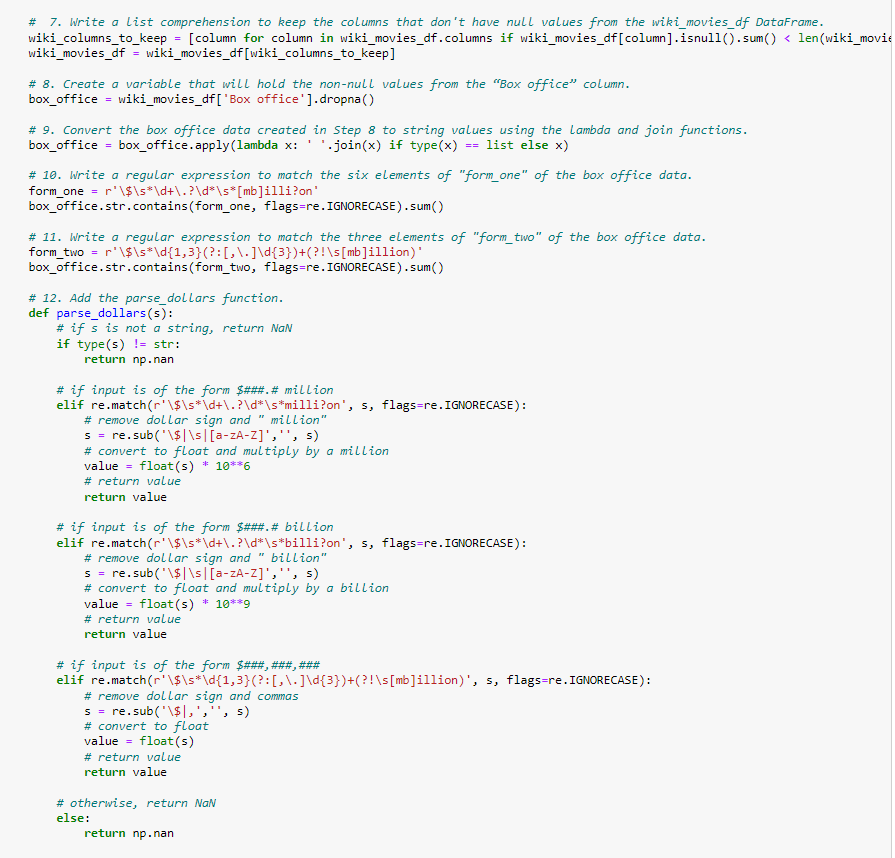 #  7. Write a list comprehension to keep the columns that don't have null values from the wiki_movies_df DataFrame.
wiki_columns_to_keep = [column for column in wiki_movies_df.columns if wiki_movies_df[column].isnull().sum() < len(wiki_movie
wiki_movies_df = wiki_movies_df[wiki_columns_to_keep]

# 8. Create a variable that will hold the non-null values from the “Box office” column.
box_office = wiki_movies_df['Box office'].dropna()

# 9. Convert the box office data created in Step 8 to string values using the lambda and join functions.
box_office = box_office.apply(lambda x: ' '.join(x) if type(x) == list else x)

# 10. Write a regular expression to match the six elements of "form_one" of the box office data.
form_one = r'\$\s*\d+\.?\d*\s*[mb]illi?on'
box_office.str.contains(form_one, flags=re.IGNORECASE).sum()

# 11. Write a regular expression to match the three elements of "form_two" of the box office data.
form_two = r'\$\s*\d{1,3}(?:[,\.]\d{3})+(?!\s[mb]illion)'
box_office.str.contains(form_two, flags=re.IGNORECASE).sum()

# 12. Add the parse_dollars function.
def parse_dollars(s):
    # if s is not a string, return NaN
    if type(s) != str:
        return np.nan

    # if input is of the form $###.# million
    elif re.match(r'\$\s*\d+\.?\d*\s*milli?on', s, flags=re.IGNORECASE):
        # remove dollar sign and " million"
        s = re.sub('\$|\s|[a-zA-Z]','', s)
        # convert to float and multiply by a million
        value = float(s) * 10**6
        # return value
        return value

    # if input is of the form $###.# billion
    elif re.match(r'\$\s*\d+\.?\d*\s*billi?on', s, flags=re.IGNORECASE):
        # remove dollar sign and " billion"
        s = re.sub('\$|\s|[a-zA-Z]','', s)
        # convert to float and multiply by a billion
        value = float(s) * 10**9
        # return value
        return value

    # if input is of the form $###,###,###
    elif re.match(r'\$\s*\d{1,3}(?:[,\.]\d{3})+(?!\s[mb]illion)', s, flags=re.IGNORECASE):
        # remove dollar sign and commas
        s = re.sub('\$|,','', s)
        # convert to float
        value = float(s)
        # return value
        return value

    # otherwise, return NaN
    else:
        return np.nan